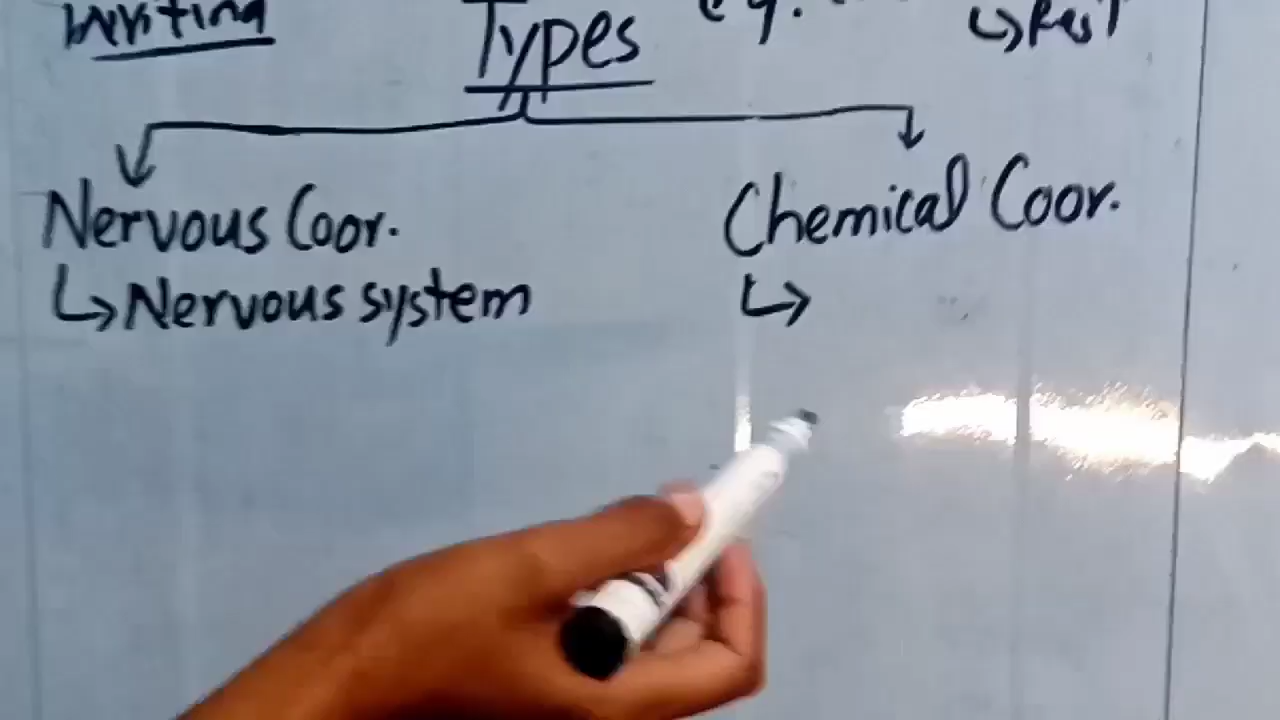 writing
Types
Nervous Coor.
↳Nervous system
Chemical Coor.
↳